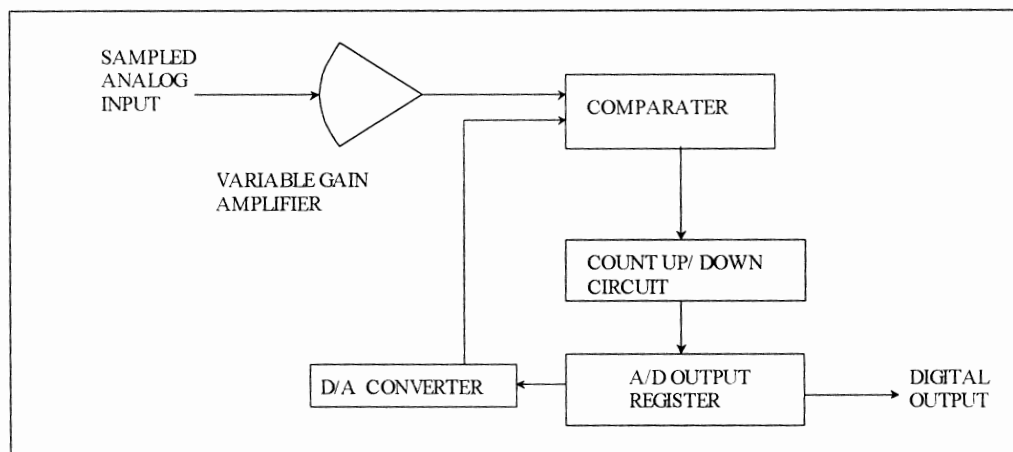 SAMPLED
ANALOG
INPUT
VARIABLE GAIN
AMPLIFIER
COMPARATER
COUNT UP/ DOWN
CIRCUIT
D/A CONVERTER
A/D OUTPUT
REGISTER
DIGITAL
OUTPUT